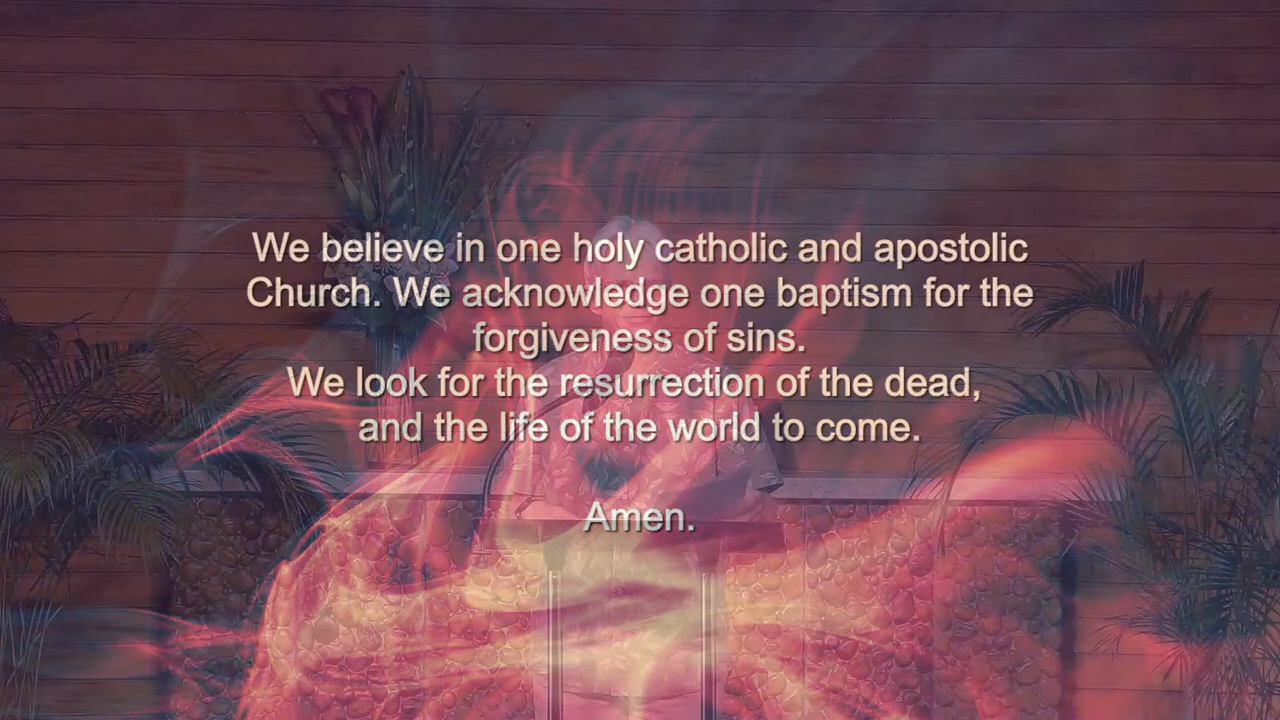 We believe in one holy catholic and apostolic
Church. We acknowledge one baptism for the
forgiveness of sins.
We look for the resurrection of the dead,
and the life of the world to come.
Amen.